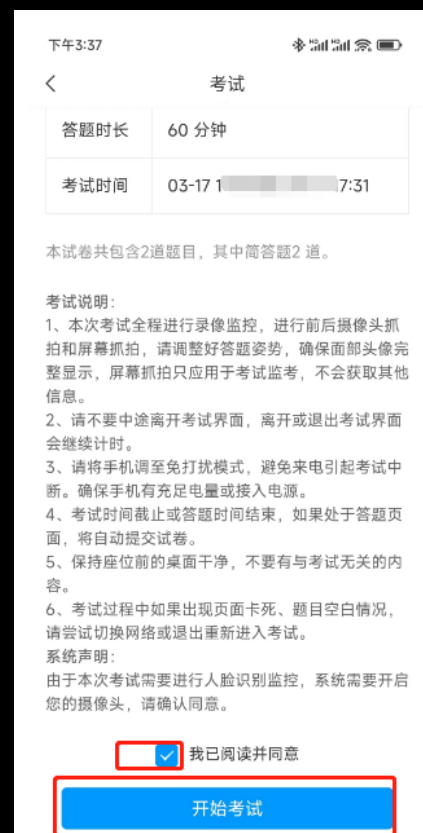 下午3:37
考试
答题时长 60 分钟
考试时间 03-17 1 7:31
本试卷共包含2道题目，其中简答题2 道。
考试说明：
1、本次考试全程进行录像监控，进行前后摄像头抓
拍和屏幕抓拍，请调整好答题姿势，确保面部头像完
整显示，屏幕抓拍只应用于考试监考，不会获取其他
信息。
2、请不要中途离开考试界面，离开或退出考试界面
会继续计时。
3、请将手机调至免打扰模式，避免来电引起考试中
断。确保手机有充足电量或接入电源。
4、考试时间截止或答题时间结束，如果处于答题页
面，将自动提交试卷。
5、保持座位前的桌面干净，不要有与考试无关的内
容。
6、考试过程中如果出现页面卡死、题目空白情况，
请尝试切换网络或退出重新进入考试。
系统声明：
由于本次考试需要进行人脸识别监控，系统需要开启
您的摄像头，请确认同意。
我已阅读并同意
开始考试